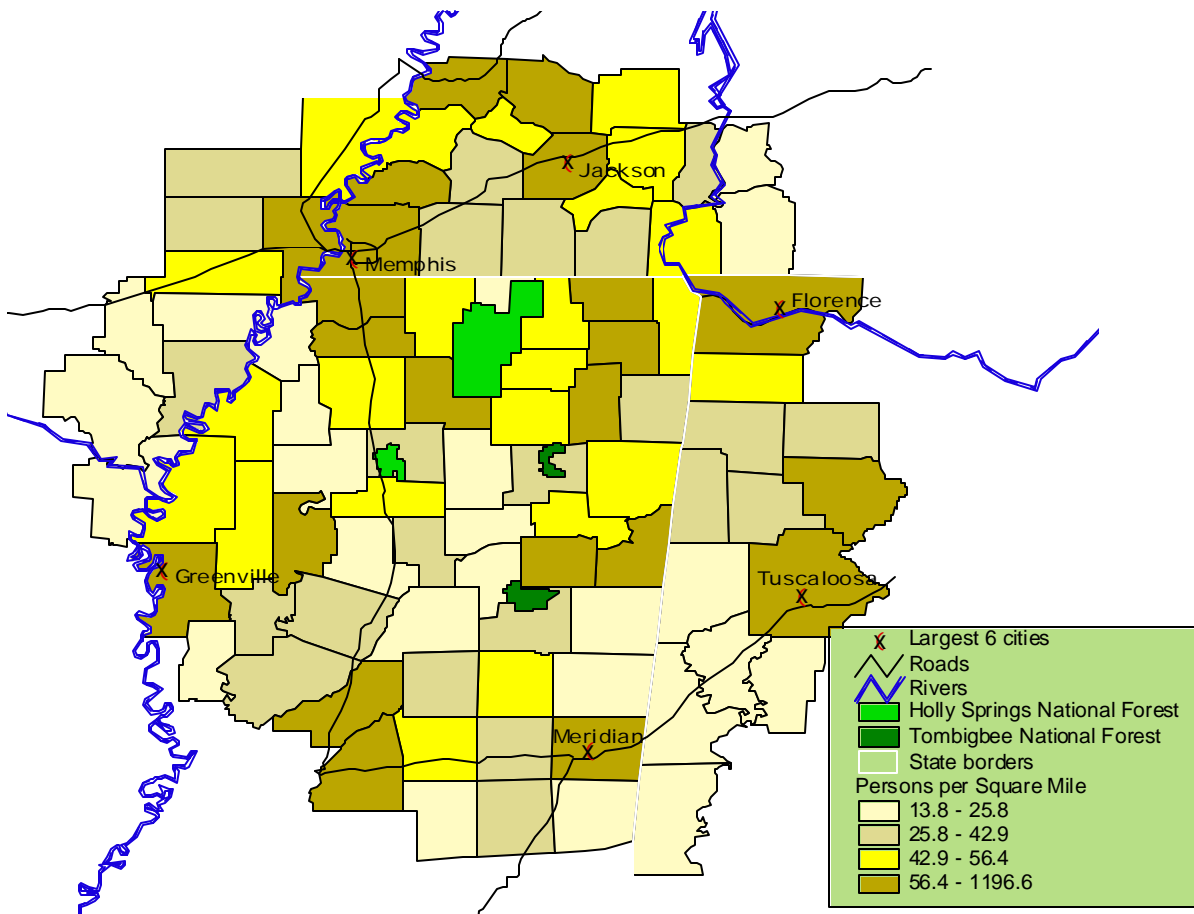 Jackson
Memphis
Florence
Greenville
Tuscaloosa
Meridian
Largest 6 cities
Roads
Rivers
Holly Springs National Forest
Tombigbee National Forest
State borders
Persons per Square Mile
13.8 - 25.8
25.8 - 42.9
42.9 - 56.4
56.4 - 1196.6